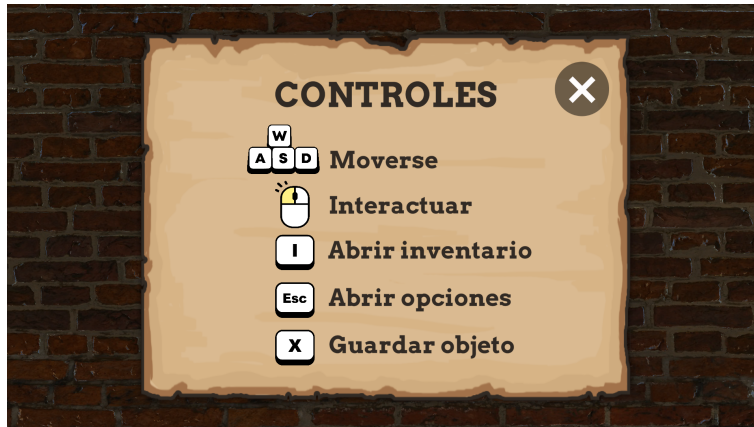 CONTROLES
W
A S D Moverse
Interactuar
I Abrir inventario
Esc Abrir opciones
X Guardar objeto